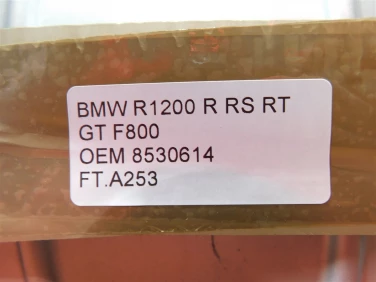 BMW R1200 R RS RT
GT F800
OEM 8530614
FT.A253